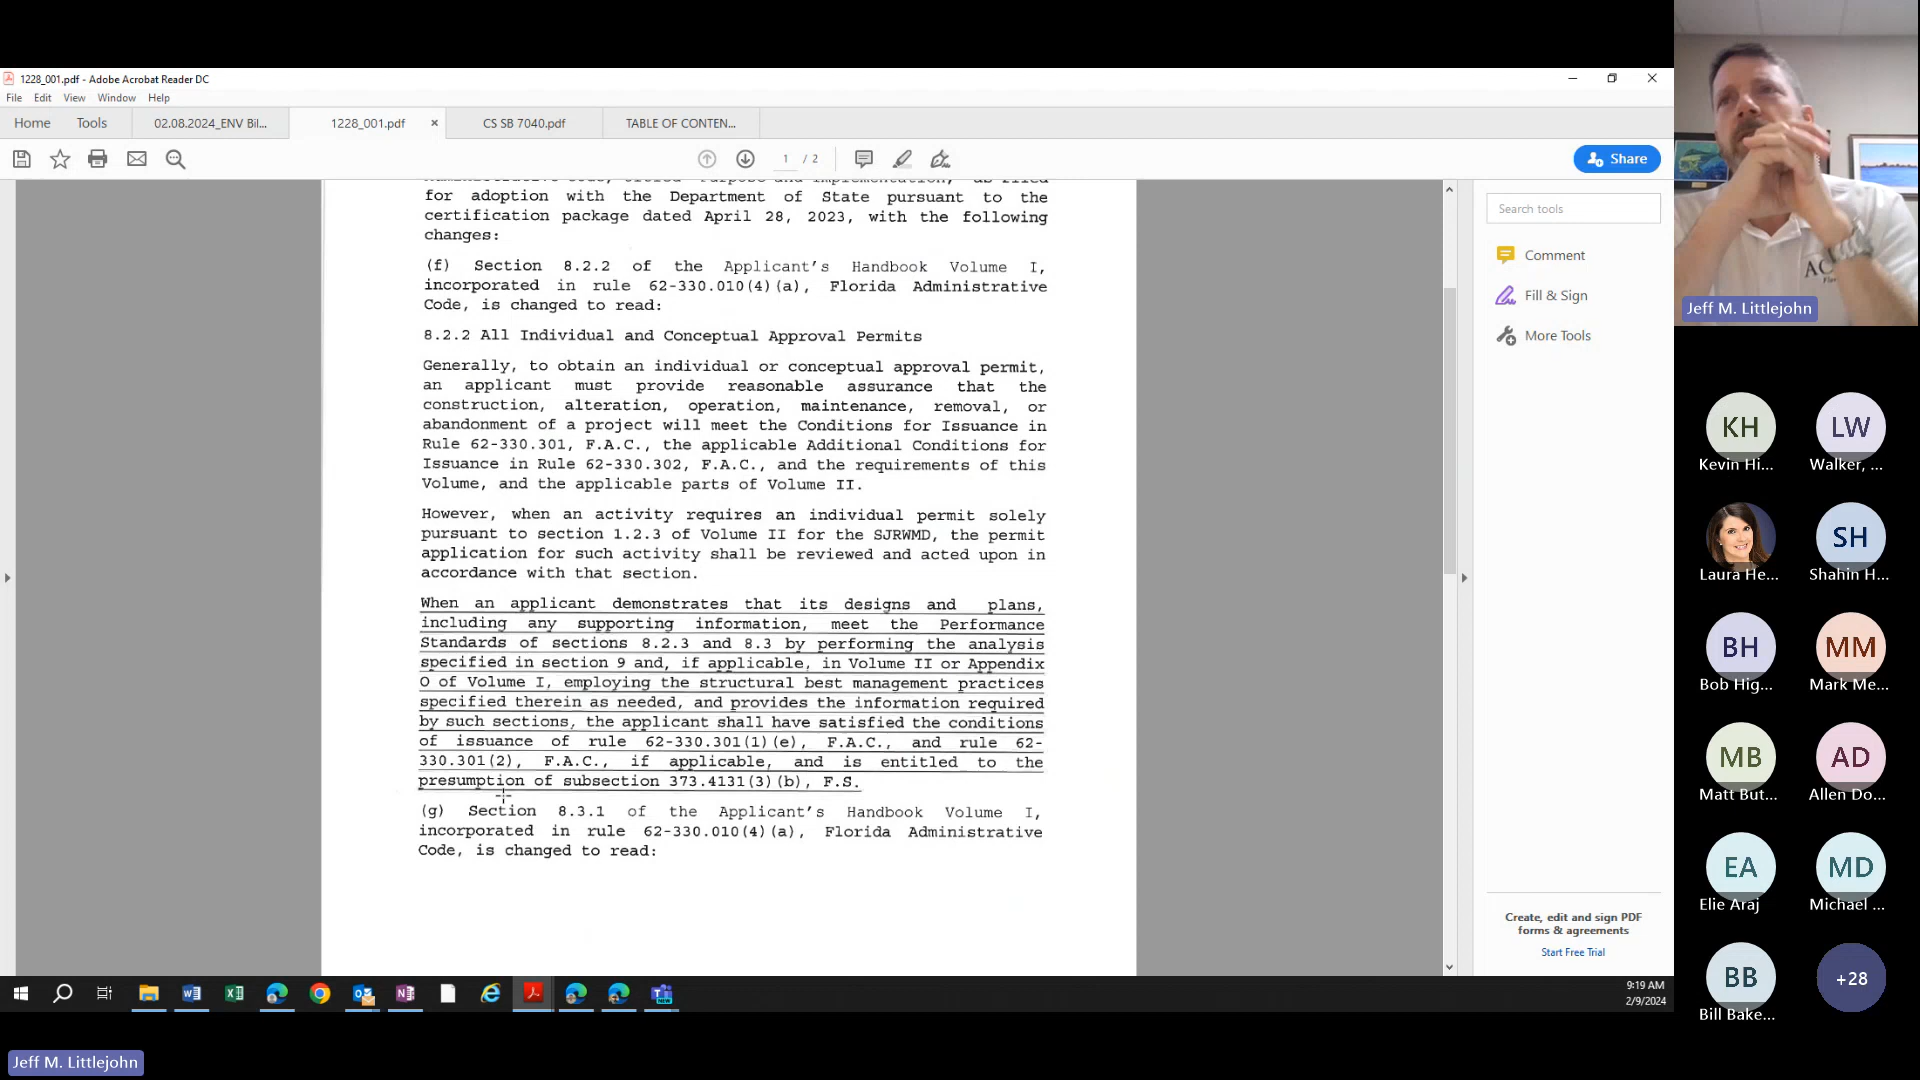 1228_001.pdf - Adobe Acrobat Reader DC
File Edit View Window Help
Home Tools 02.08.2024_ENV Bil... 1228_001.pdf × CS SB 7040.pdf TABLE OF CONTEN...
1 / 2
Share
for adoption with the Department of State pursuant to the
certification package dated April 28, 2023, with the following
changes:
(f) Section 8.2.2 of the Applicant's Handbook Volume I,
incorporated in rule 62-330.010(4)(a), Florida Administrative
Code, is changed to read:
8.2.2 All Individual and Conceptual Approval Permits
Generally, to obtain an individual or conceptual approval permit,
an applicant must provide reasonable assurance that the
construction, alteration, operation, maintenance, removal, or
abandonment of a project will meet the Conditions for Issuance in
Rule 62-330.301, F.A.C., the applicable Additional Conditions for
Issuance in Rule 62-330.302, F.A.C., and the requirements of this
Volume, and the applicable parts of Volume II.
However, when an activity requires an individual permit solely
pursuant to section 1.2.3 of Volume II for the SJRWMD, the permit
application for such activity shall be reviewed and acted upon in
accordance with that section.
When an applicant demonstrates that its designs and plans,
including any supporting information, meet the Performance
Standards of sections 8.2.3 and 8.3 by performing the analysis
specified in section 9 and, if applicable, in Volume II or Appendix
O of Volume I, employing the structural best management practices
specified therein as needed, and provides the information required
by such sections, the applicant shall have satisfied the conditions
of issuance of rule 62-330.301(1)(e), F.A.C., and rule 62-
330.301(2), F.A.C., if applicable, and is entitled to the
presumption of subsection 373.4131(3)(b), F.S.
(g) Section 8.3.1 of the Applicant's Handbook Volume I,
incorporated in rule 62-330.010(4)(a), Florida Administrative
Code, is changed to read:
Search tools
Comment
Fill & Sign
More Tools
Create, edit and sign PDF
forms & agreements
Start Free Trial
9:19 AM
2/9/2024
Jeff M. Littlejohn
Jeff M. Littlejohn
KH LW
Kevin Hi... Walker, ...
SH
Laura He... Shahin H...
BH MM
Bob Hig... Mark Me...
MB AD
Matt But... Allen Do...
EA MD
Elie Araj Michael ...
BB +28
Bill Bake...